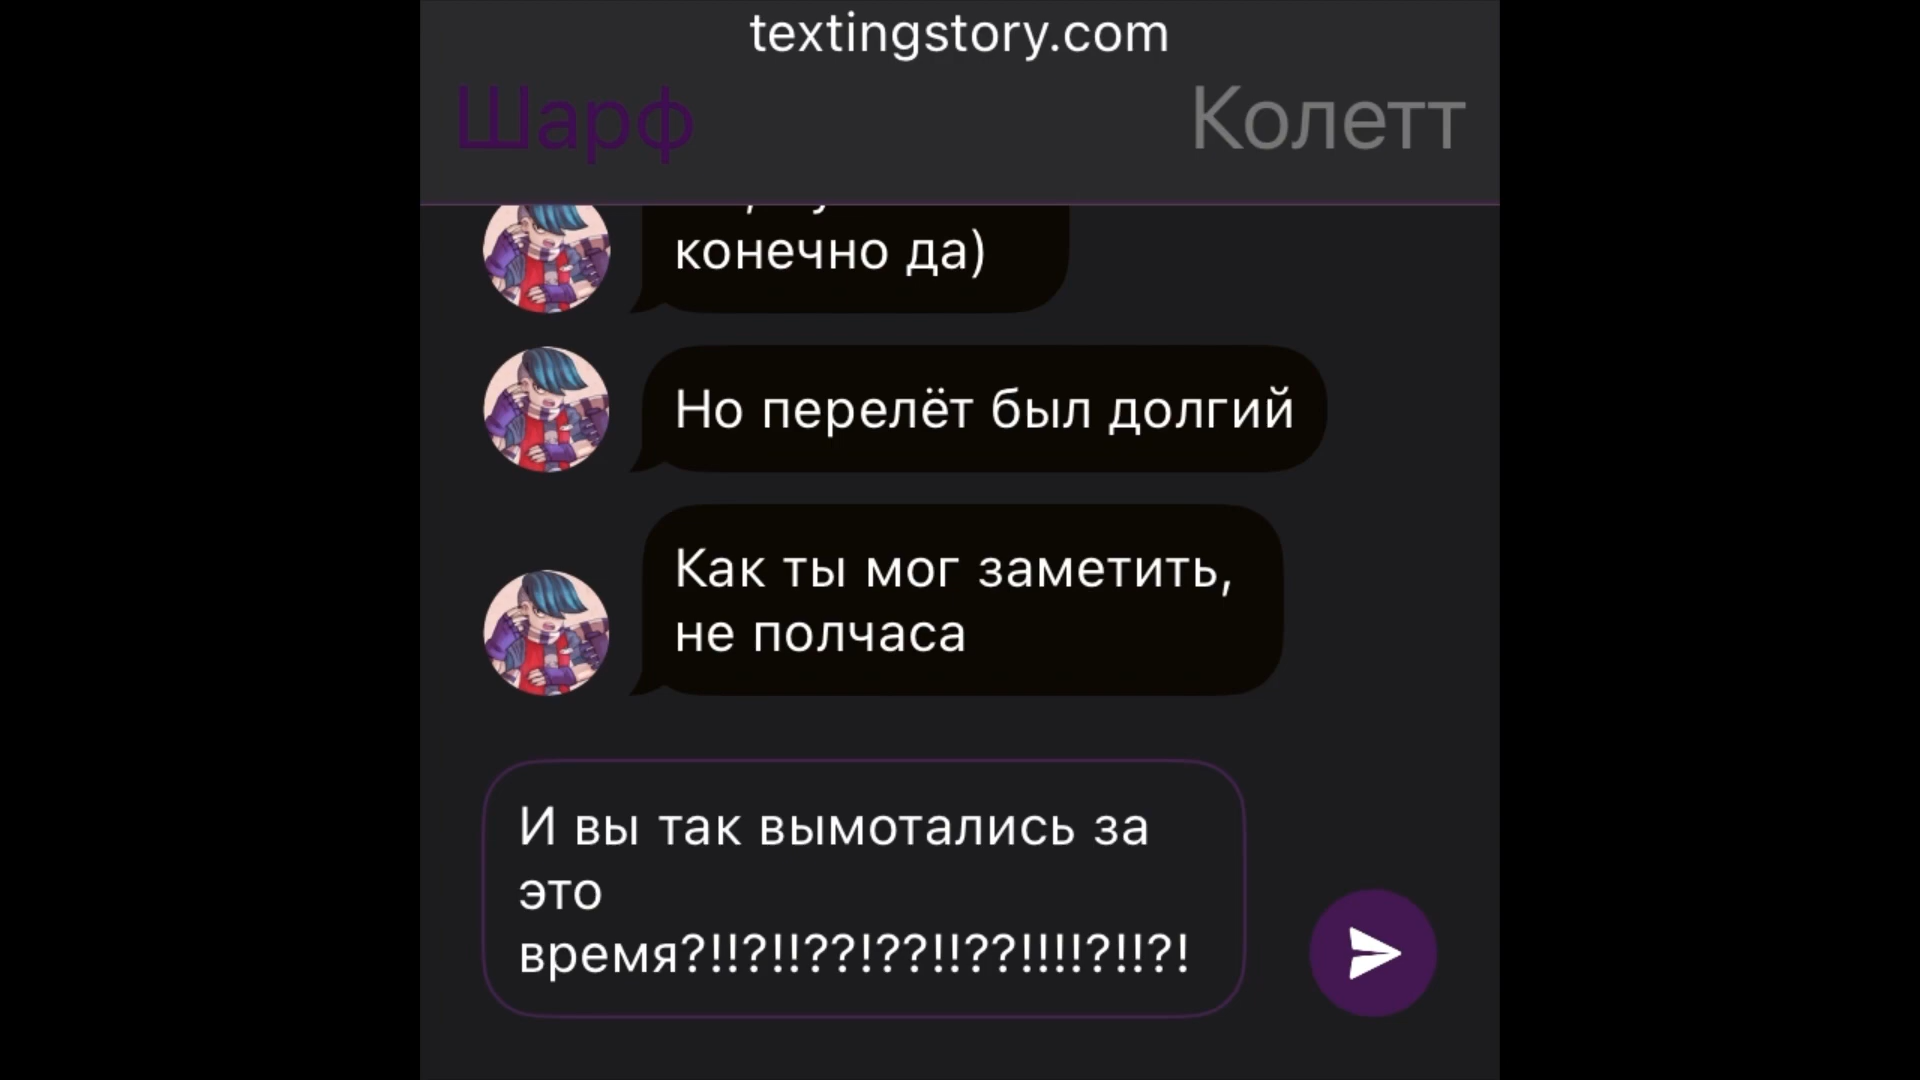 textingstory.com
Шарф
Колетт
конечно да)
Но перелёт был долгий
Как ты мог заметить,
не полчаса
И вы так вымотались за
это
время?!!?!!??!??!!??!!!!?!!?!